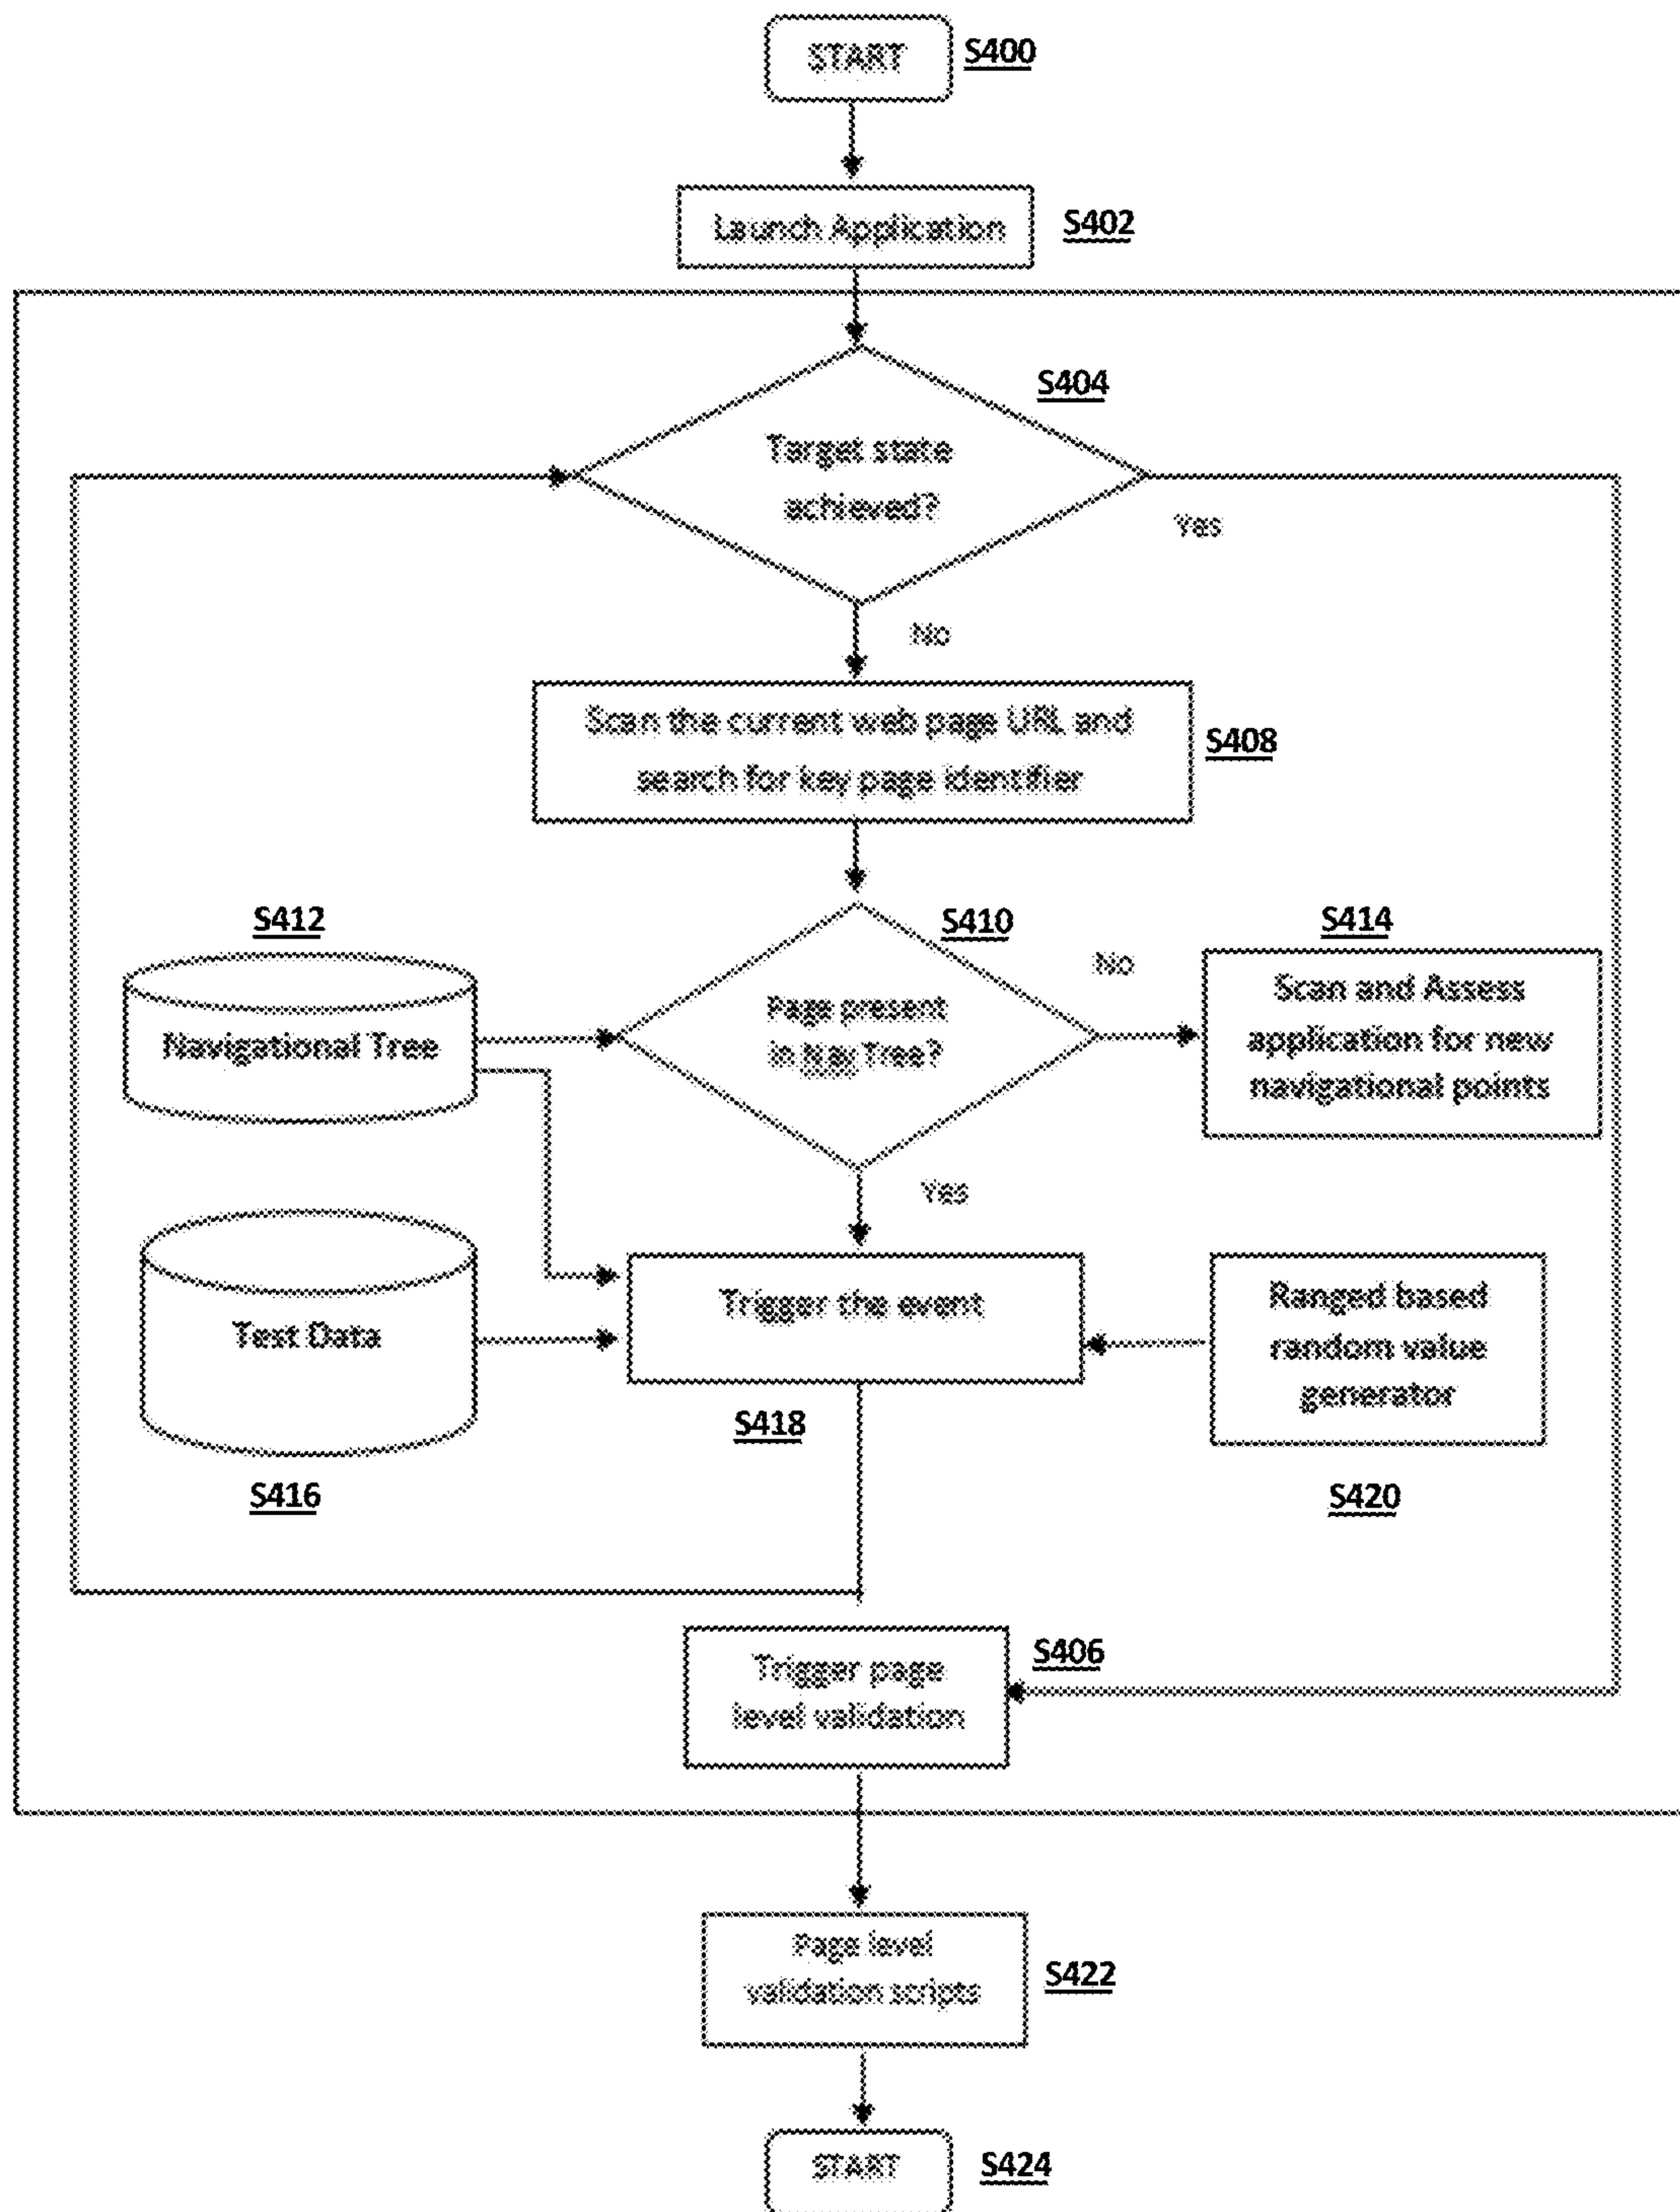 START
S400
Launch Application
S402
S404
Target state
achieved?
Yes
No
Scan the current web page URL and
search for key page identifier
S408
S412
Navigational Tree
S410
Page present
in Nav Tree?
No
S414
Scan and Assess
application for new
navigational points
Yes
Test Data
S416
Trigger the event
S418
Ranged based
random value
generator
S420
Trigger page
level validation
S406
Page level
validation scripts
S422
START
S424